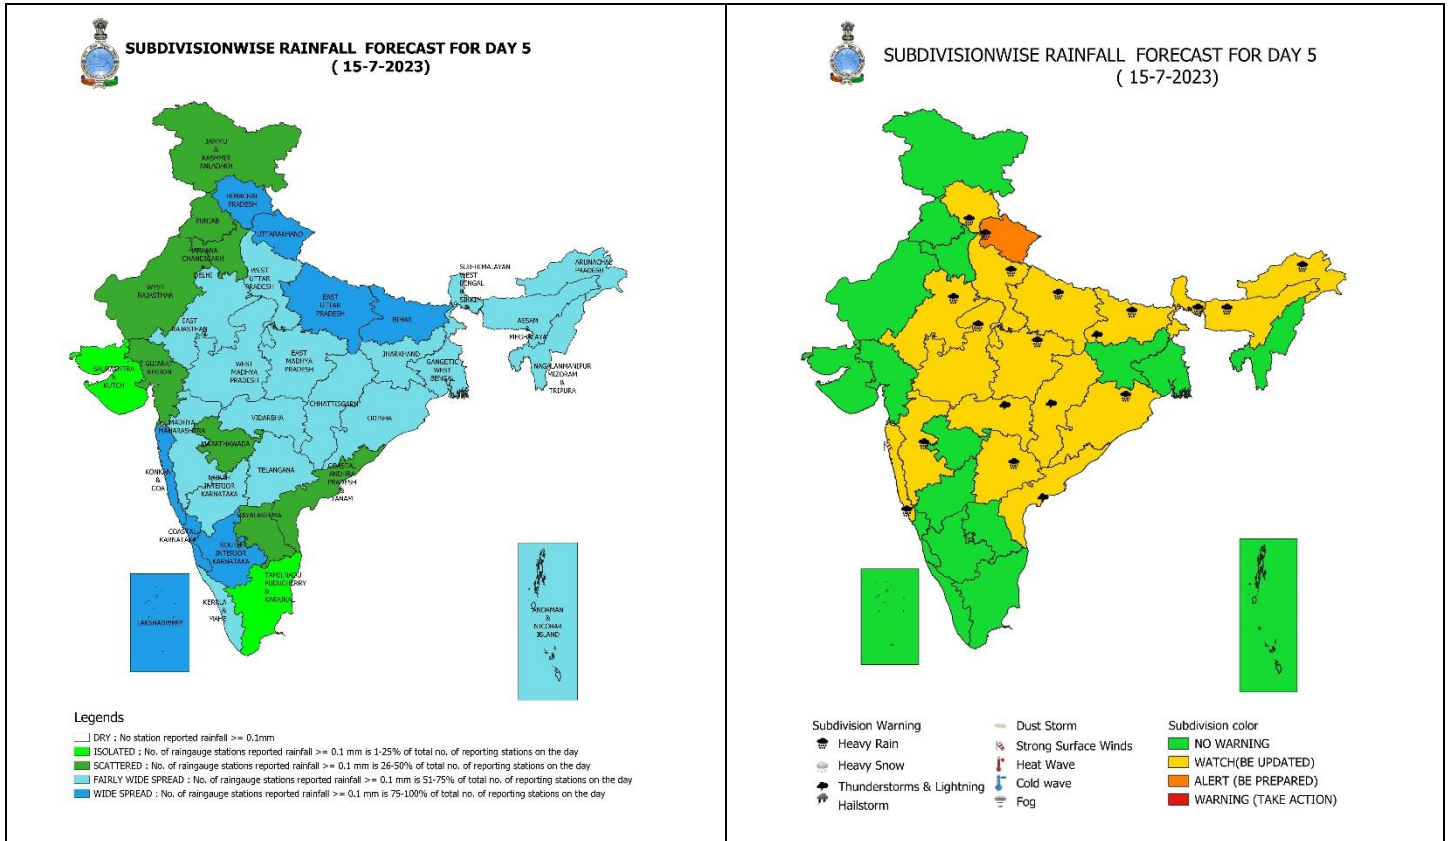 SUBDIVISIONWISE RAINFALL FORECAST FOR DAY 5
( 15-7-2023)
JAMMU
&
KASHMIR
ANLADAKH
HIMACHAL
PRADESH
PUNJAB
UTTARAKHAND
HARYANA
CHANDIGARH
&
DELHI
WEST
UTTAR
PRADESH
WEST
RAJASTHAN
EAST
UTTAR
PRADESH
BIHAR
SUB-HEMALAYAN
WEST
BENGAL
&
SIKKIM
ARUNACHAL
PRADESH
ASSAM
&
MEGHALAYA
NAGALANMANIPUR
MIZORAM
&
TRIPURA
EAST
RAJASTHAN
SAURASHTRA
&
KUTCH
GUJARAT
REGION
WEST
MADHYA
PRADESH
EAST
MADHYA
PRADESH
JHARKHAND
GANGETIC
WEST
BENGAL
CHHATTISGARH
ODISHA
VIDARBHA
MADHYA
MAHARASHTRA
MARATHAWADA
TELANGANA
COASTAL
ANDHRA
PRADESH
&
YANAM
KONKAN
&
GOA
NORTH
INTERIOR
KARNATAKA
RAYALASEEMA
COASTAL
KARNATAKA
SOUTH
INTERIOR
KARNATAKA
TAMILNADU
PUDUCHERRY
&
KARAIKAL
KERALA
&
MAHE
LAKSHADWEEP
ANDAMAN
&
NICOBAR
ISLAND
Legends
DRY : No station reported rainfall >= 0.1mm
ISOLATED : No. of raingauge stations reported rainfall >= 0.1 mm is 1-25% of total no. of reporting stations on the day
SCATTERED : No. of raingauge stations reported rainfall >= 0.1 mm is 26-50% of total no. of reporting stations on the day
FAIRLY WIDE SPREAD : No. of raingauge stations reported rainfall >= 0.1 mm is 51-75% of total no. of reporting stations on the day
WIDE SPREAD : No. of raingauge stations reported rainfall >= 0.1 mm is 75-100% of total no. of reporting stations on the day
SUBDIVISIONWISE RAINFALL FORECAST FOR DAY 5
( 15-7-2023)
Subdivision Warning
Heavy Rain
Heavy Snow
Thunderstorms & Lightning
Hailstorm
Dust Storm
Strong Surface Winds
Heat Wave
Cold wave
Fog
Subdivision color
NO WARNING
WATCH(BE UPDATED)
ALERT (BE PREPARED)
WARNING (TAKE ACTION)